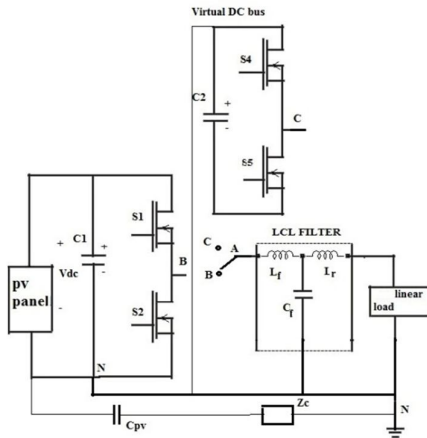 Virtual DC bus
S4
C2
+
-
C
S5
C1
S1
+
+
Vdc
-
-
B
S2
pv
panel
N
C
A
B
LCL FILTER
Lf
Lr
Cf
linear
load
Cpv
Zc
N